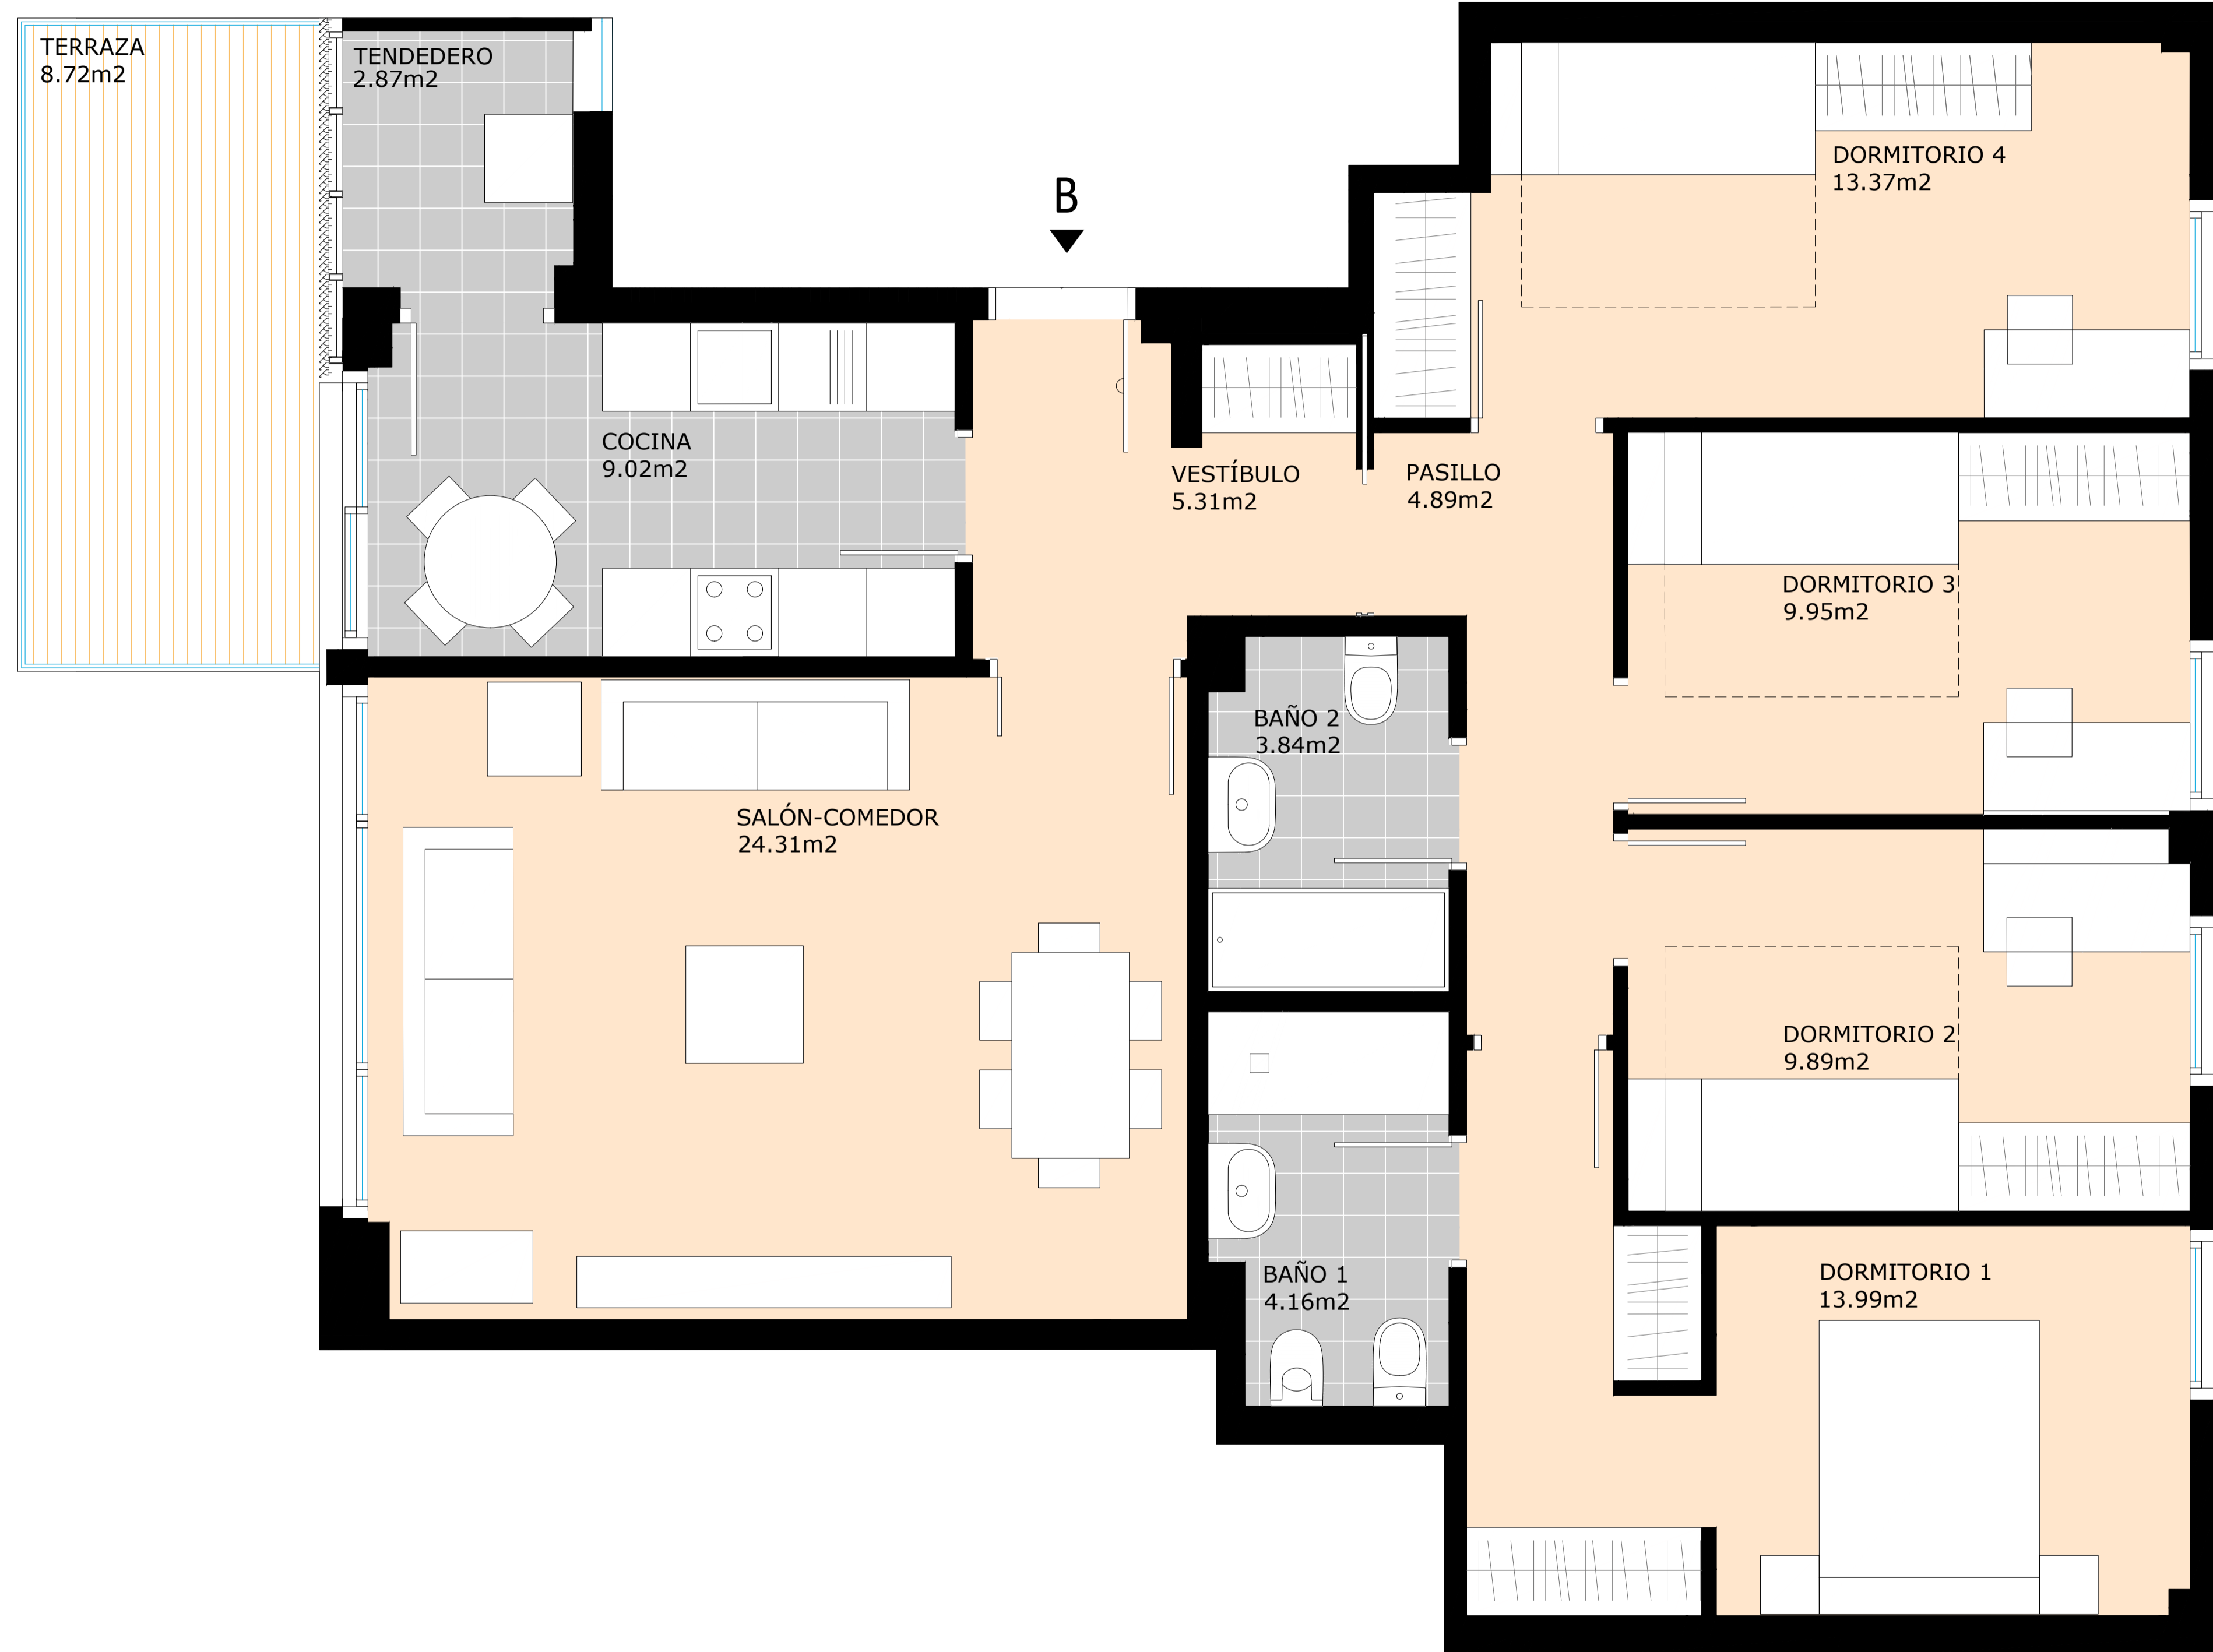 TERRAZA
8.72m2
TENDEDERO
2.87m2
B
DORMITORIO 4
13.37m2
COCINA
9.02m2
VESTÍBULO
5.31m2
PASILLO
4.89m2
DORMITORIO 3
9.95m2
BAÑO 2
3.84m2
SALÓN-COMEDOR
24.31m2
DORMITORIO 2
9.89m2
BAÑO 1
4.16m2
DORMITORIO 1
13.99m2